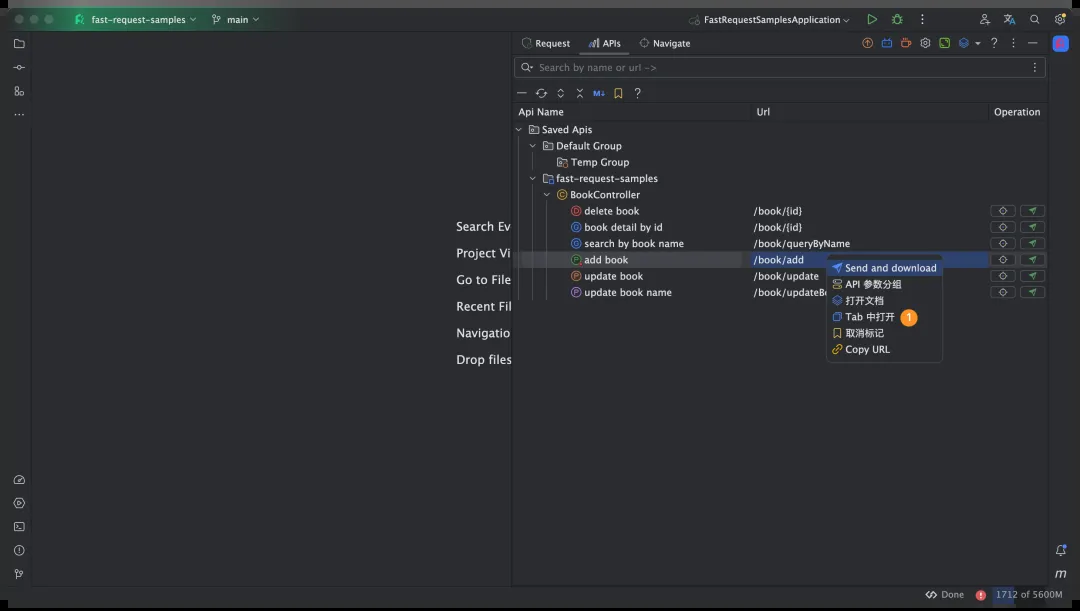 fast-request-samples main FastRequestSamplesApplication
Request APIs Navigate
Search by name or url ->
M↓ ?
Api Name Url Operation
Saved Apis
Default Group
Temp Group
fast-request-samples
BookController
delete book /book/{id}
book detail by id /book/{id}
search by book name /book/queryByName
add book /book/add
update book /book/update
update book name /book/updateB
Search Ev
Project Vi
Go to File
Recent Fil
Navigatio
Drop files
Send and download
API 参数分组
打开文档
Tab 中打开 1
取消标记
Copy URL
Done 1712 of 5600M